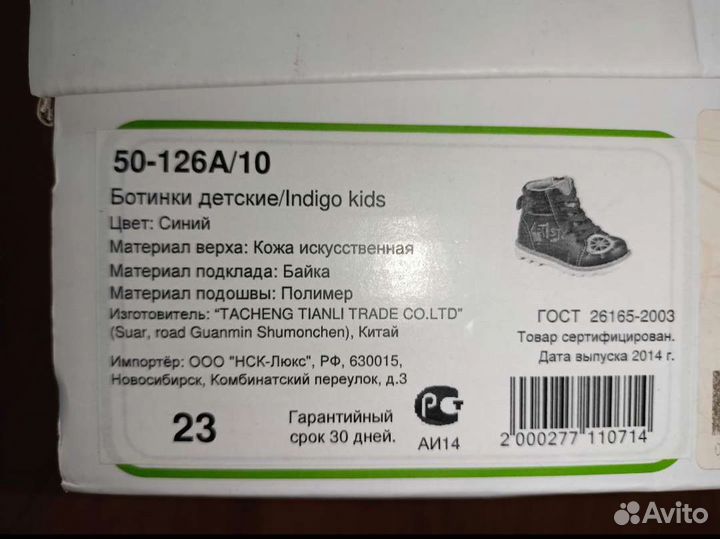 50-126A/10
Ботинки детские/Indigo kids
Цвет: Синий
Материал верха: Кожа искусственная
Материал подклада: Байка
Материал подошвы: Полимер
Изготовитель: "TACHENG TIANLI TRADE CO.LTD"
(Suar, road Guanmin Shumonchen), Китай
Импортёр: ООО "НСК-Люкс", РФ, 630015,
Новосибирск, Комбинатский переулок, д.3
23
Гарантийный
срок 30 дней.
РСТ
АИ14
ГОСТ 26165-2003
Товар сертифицирован.
Дата выпуска 2014 г.
2 000277 110714
Avito